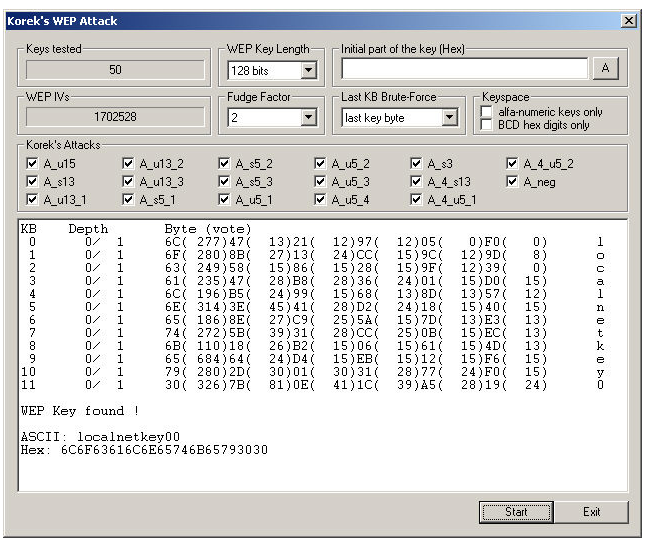 Korek's WEP Attack
Keys tested
50
WEP Key Length
128 bits
Initial part of the key (Hex)
A
WEP IVs
1702528
Fudge Factor
2
Last KB Brute-Force
last key byte
Keyspace
alfa-numeric keys only
BCD hex digits only
Korek's Attacks
A_u15 A_u13_2 A_s5_2 A_u5_2 A_s3 A_4_u5_2
A_s13 A_u13_3 A_s5_3 A_u5_3 A_4_s13 A_neg
A_u13_1 A_s5_1 A_u5_1 A_u5_4 A_4_u5_1
KB Depth Byte (vote)
0 0/ 1 6C( 277)47( 13)21( 12)97( 12)05( 0)F0( 0) l
1 0/ 1 6F( 280)8B( 27)13( 24)CC( 15)9C( 12)9D( 8) o
2 0/ 1 63( 249)58( 15)86( 15)28( 15)9F( 12)39( 0) c
3 0/ 1 61( 235)47( 28)B8( 28)36( 24)01( 15)D0( 15) a
4 0/ 1 6C( 196)B5( 24)99( 15)68( 13)8D( 13)57( 12) l
5 0/ 1 6E( 314)3E( 45)41( 28)D2( 24)18( 15)40( 15) n
6 0/ 1 65( 186)8E( 27)C9( 25)5A( 15)7D( 13)E3( 13) e
7 0/ 1 74( 272)5B( 39)31( 28)CC( 25)0B( 15)EC( 13) t
8 0/ 1 6B( 110)18( 26)B2( 15)06( 15)61( 15)4D( 13) k
9 0/ 1 65( 684)64( 24)D4( 15)EB( 15)12( 15)F6( 15) e
10 0/ 1 79( 280)2D( 30)01( 30)31( 28)77( 24)F0( 15) y
11 0/ 1 30( 326)7B( 81)0E( 41)1C( 39)A5( 28)19( 24) 0
WEP Key found !
ASCII: localnetkey00
Hex: 6C6F63616C6E65746B65793030
Start
Exit